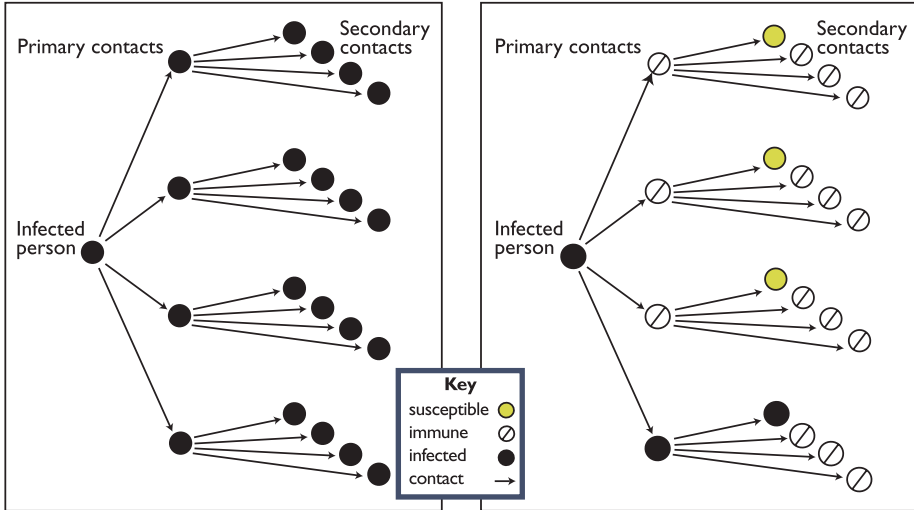 Primary contacts
Secondary
contacts
Infected
person
Primary contacts
Secondary
contacts
Infected
person
Key
susceptible
immune
infected
contact